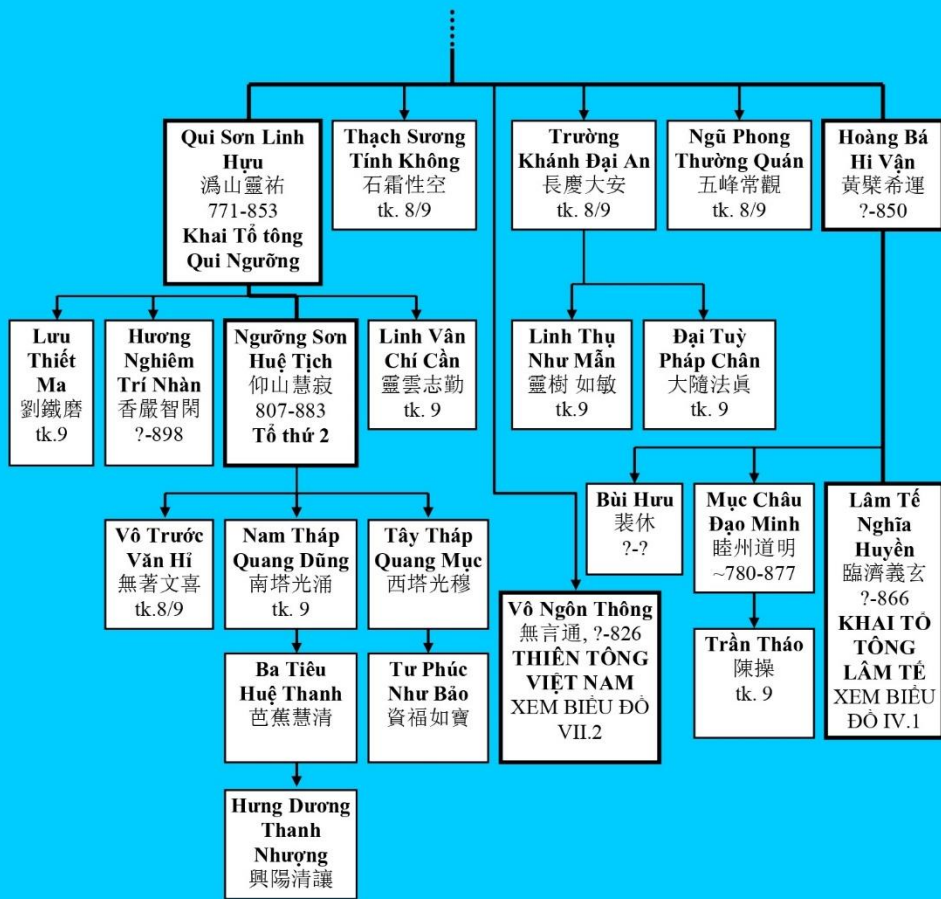 Qui Sơn Linh
Hựu
潙山靈祐
771-853
Khai Tổ tông
Qui Ngưỡng
Thạch Sương
Tính Không
石霜性空
tk. 8/9
Trường
Khánh Đại An
長慶大安
tk. 8/9
Ngũ Phong
Thường Quán
五峰常觀
tk. 8/9
Hoàng Bá
Hi Vận
黃檗希運
?-850
Lưu
Thiết
Ma
劉鐵磨
tk.9
Hương
Nghiêm
Trí Nhàn
香嚴智閑
?-898
Ngưỡng Sơn
Huệ Tịch
仰山慧寂
807-883
Tổ thứ 2
Linh Vân
Chí Cần
靈雲志勤
tk. 9
Linh Thụ
Như Mẫn
靈樹 如敏
tk.9
Đại Tuỳ
Pháp Chân
大隨法眞
tk. 9
Vô Trước
Văn Hỉ
無著文喜
tk.8/9
Nam Tháp
Quang Dũng
南塔光涌
tk. 9
Tây Tháp
Quang Mục
西塔光穆
Vô Ngôn Thông
無言通, ?-826
THIỀN TÔNG
VIỆT NAM
XEM BIỂU ĐỒ
VII.2
Bùi Hưu
裴休
?-?
Mục Châu
Đạo Minh
睦州道明
~780-877
Lâm Tế
Nghĩa
Huyền
臨濟義玄
?-866
KHAI TỔ
TÔNG
LÂM TẾ
XEM BIỂU
ĐỒ IV.1
Ba Tiêu
Huệ Thanh
芭蕉慧清
Tư Phúc
Như Bảo
資福如寶
Trần Tháo
陳操
tk. 9
Hưng Dương
Thanh
Nhượng
興陽清讓